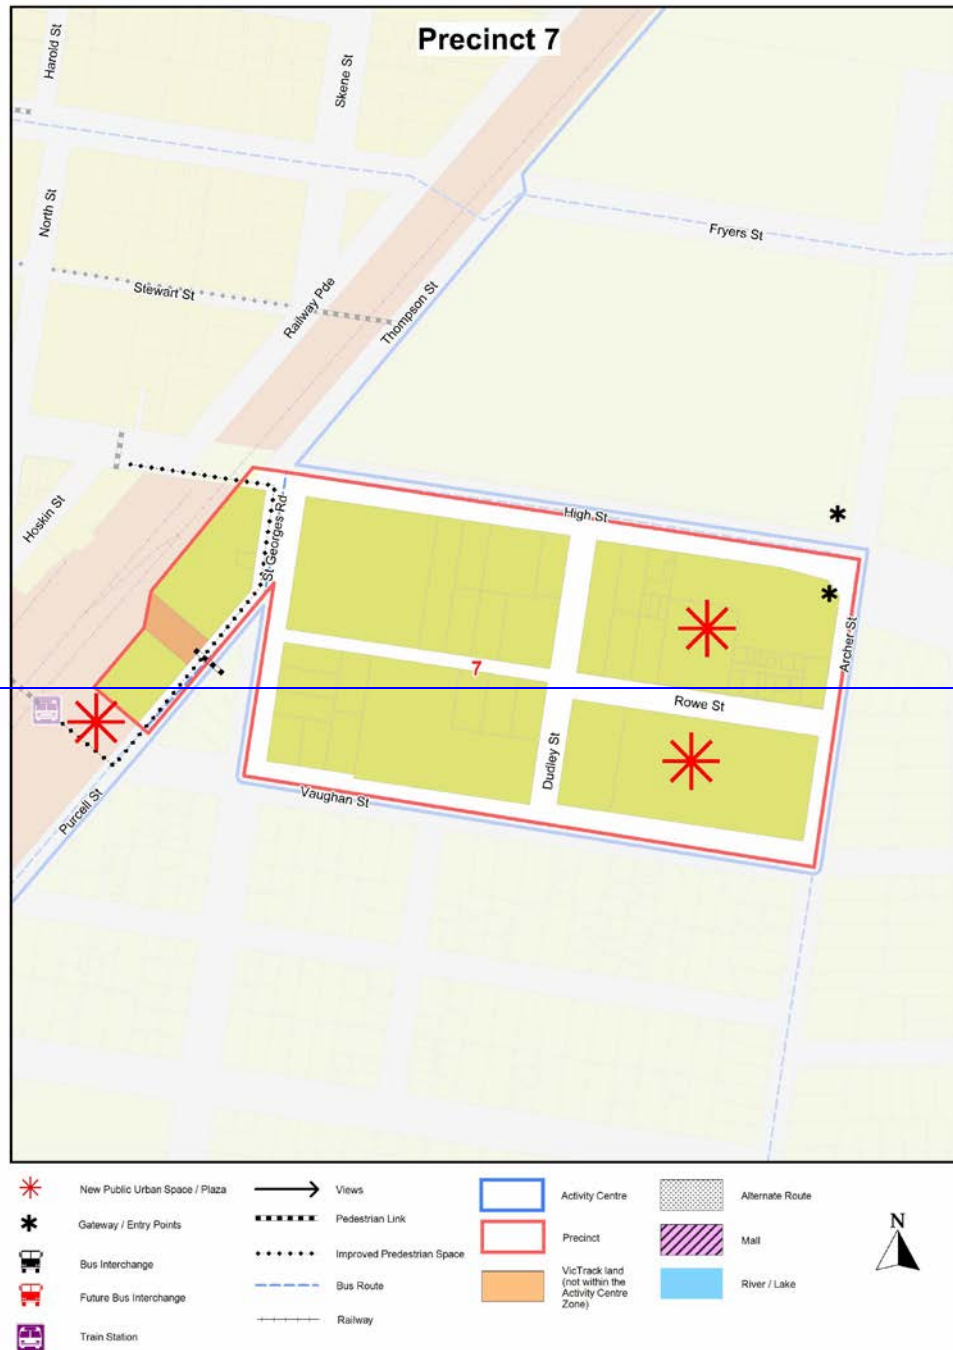 Precinct 7
Harold St
Skene St
North St
Fryers St
Stewart St
Railway Pde
Thompson St
Hoskin St
High St
St Georges Rd
Archer St
7
Rowe St
Dudley St
Vaughan St
Purcell St
New Public Urban Space / Plaza
Gateway / Entry Points
Bus Interchange
Future Bus Interchange
Train Station
Views
Pedestrian Link
Improved Predestrian Space
Bus Route
Railway
Activity Centre
Precinct
VicTrack land
(not within the
Activity Centre
Zone)
Alternate Route
Mall
River / Lake
N